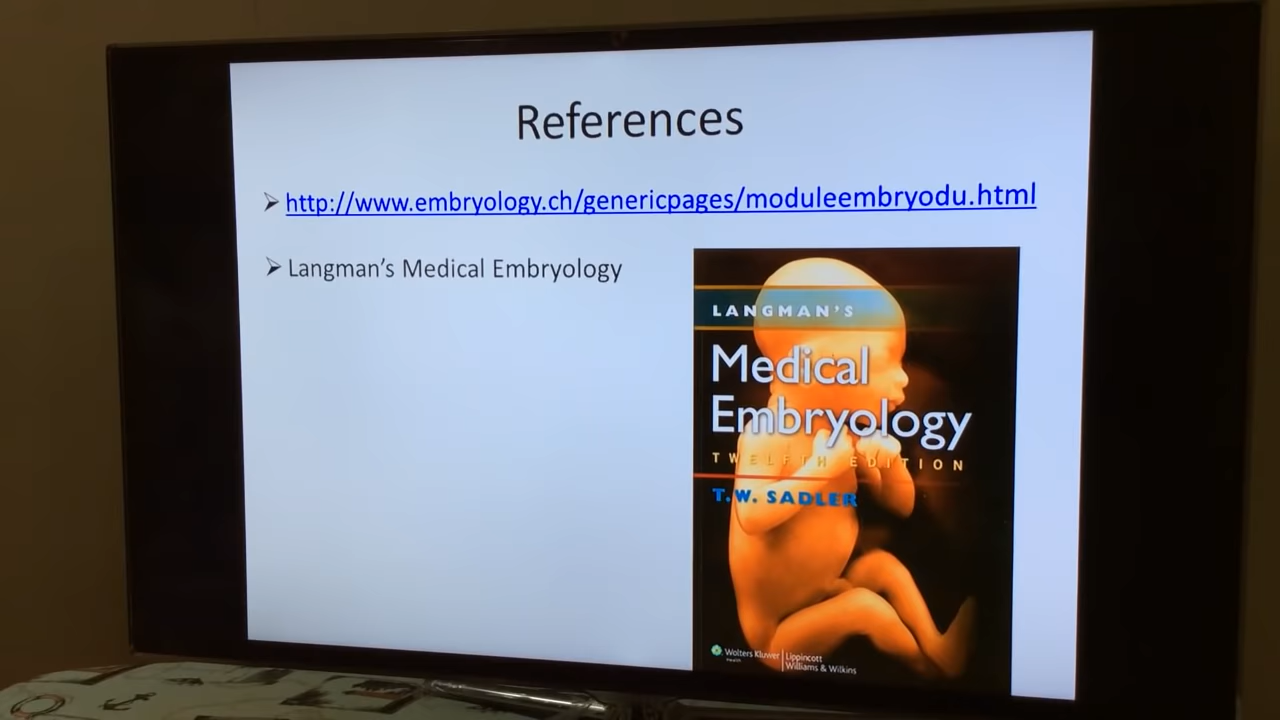 References
http://www.embryology.ch/genericpages/moduleembryodu.html
Langman’s Medical Embryology
LANGMAN'S
Medical
Embryology
TWELFTH EDITION
T.W. SADLER
Wolters Kluwer
Health
Lippincott
Williams & Wilkins